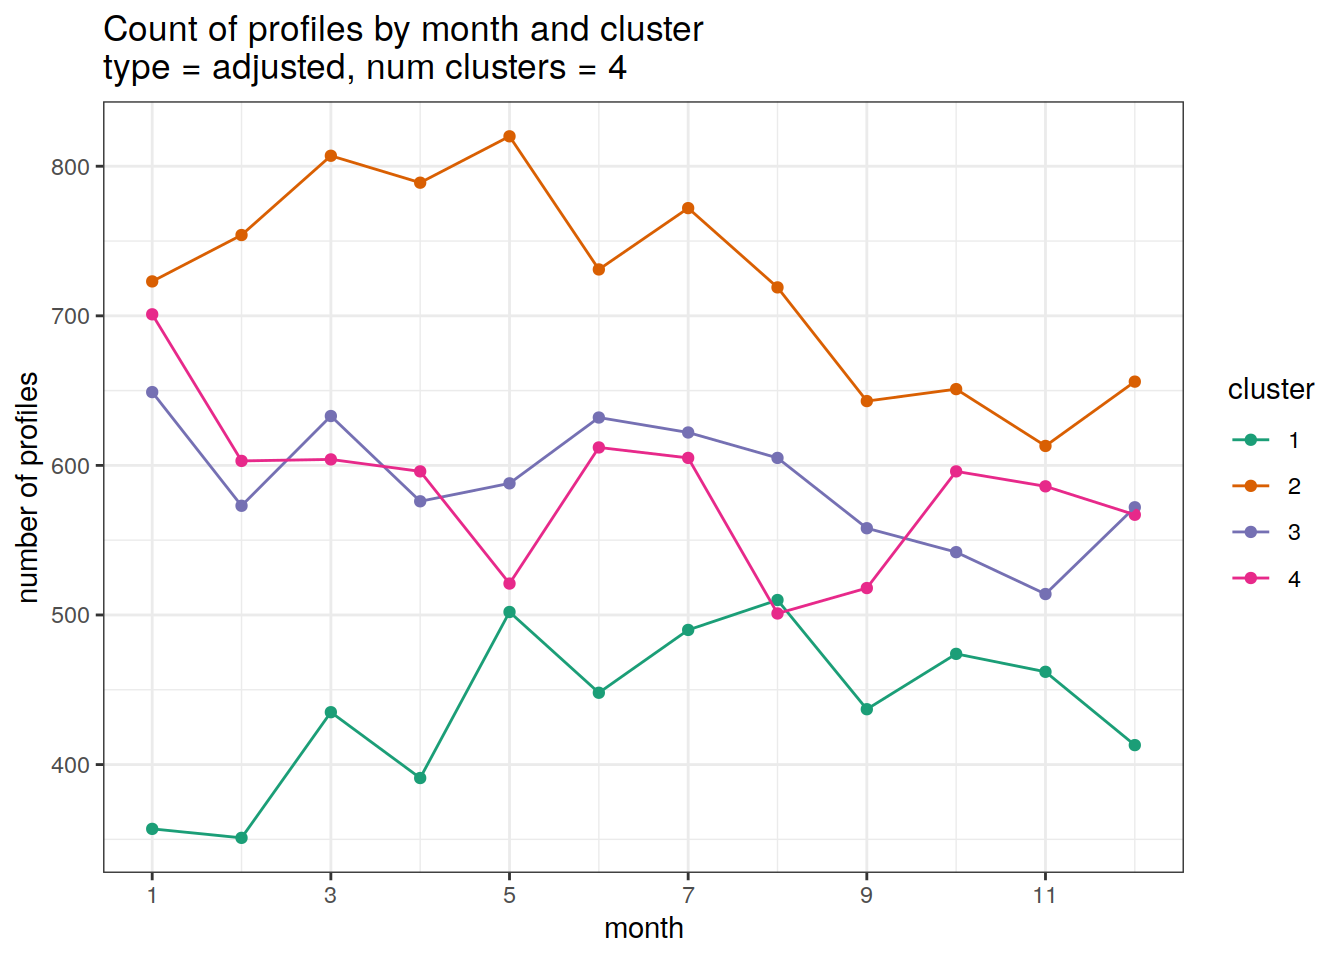 Count of profiles by month and cluster
type = adjusted, num clusters = 4
800
700
600
500
400
number of profiles
1 3 5 7 9 11
month
cluster
1
2
3
4